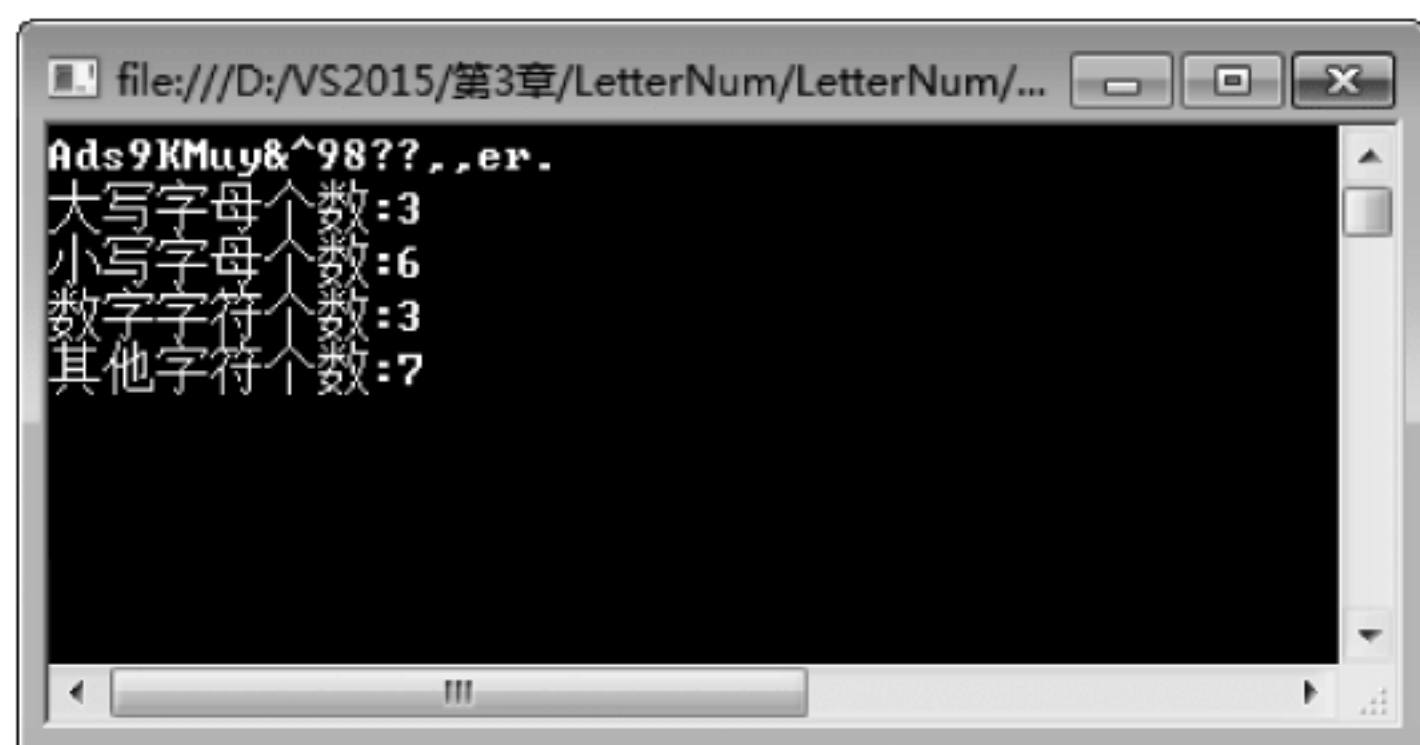 file:///D:/VS2015/第3章/LetterNum/LetterNum/...
Ads9KMuy&^98??,,er.
大写字母个数:3
小写字母个数:6
数字字符个数:3
其他字符个数:7